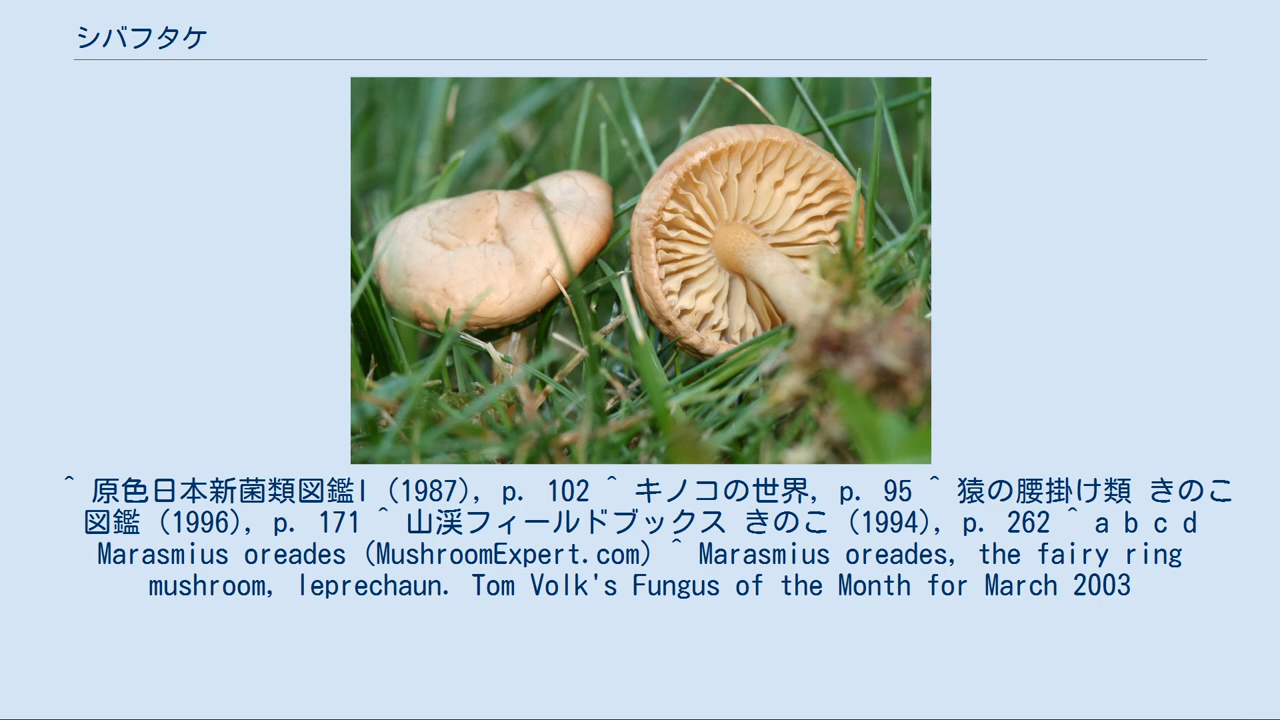 シバフタケ
^ 原色日本新菌類図鑑I (1987), p. 102 ^ キノコの世界, p. 95 ^ 猿の腰掛け類 きのこ
図鑑 (1996), p. 171 ^ 山渓フィールドブックス きのこ (1994), p. 262 ^ a b c d
Marasmius oreades (MushroomExpert.com) ^ Marasmius oreades, the fairy ring
mushroom, leprechaun. Tom Volk's Fungus of the Month for March 2003